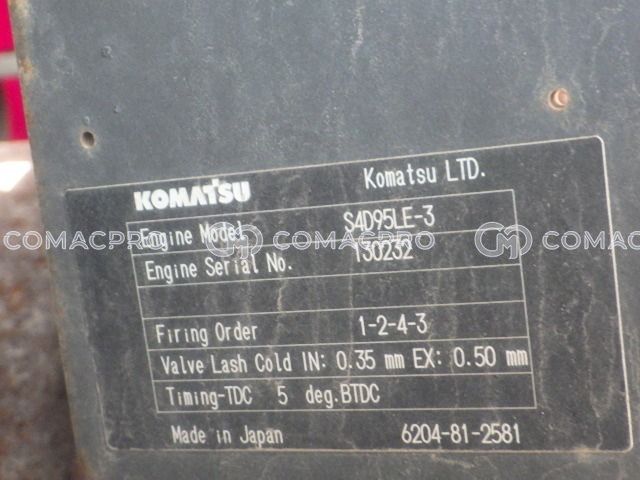 KOMATSU Komatsu LTD.
Engine Model S4D95LE-3
COMACPRO COMACPRO COMACPRO
Engine Serial No. 130232
Firing Order 1-2-4-3
Valve Lash Cold IN: 0.35 mm EX: 0.50 mm
Timing-TDC 5 deg.BTDC
Made in Japan 6204-81-2581